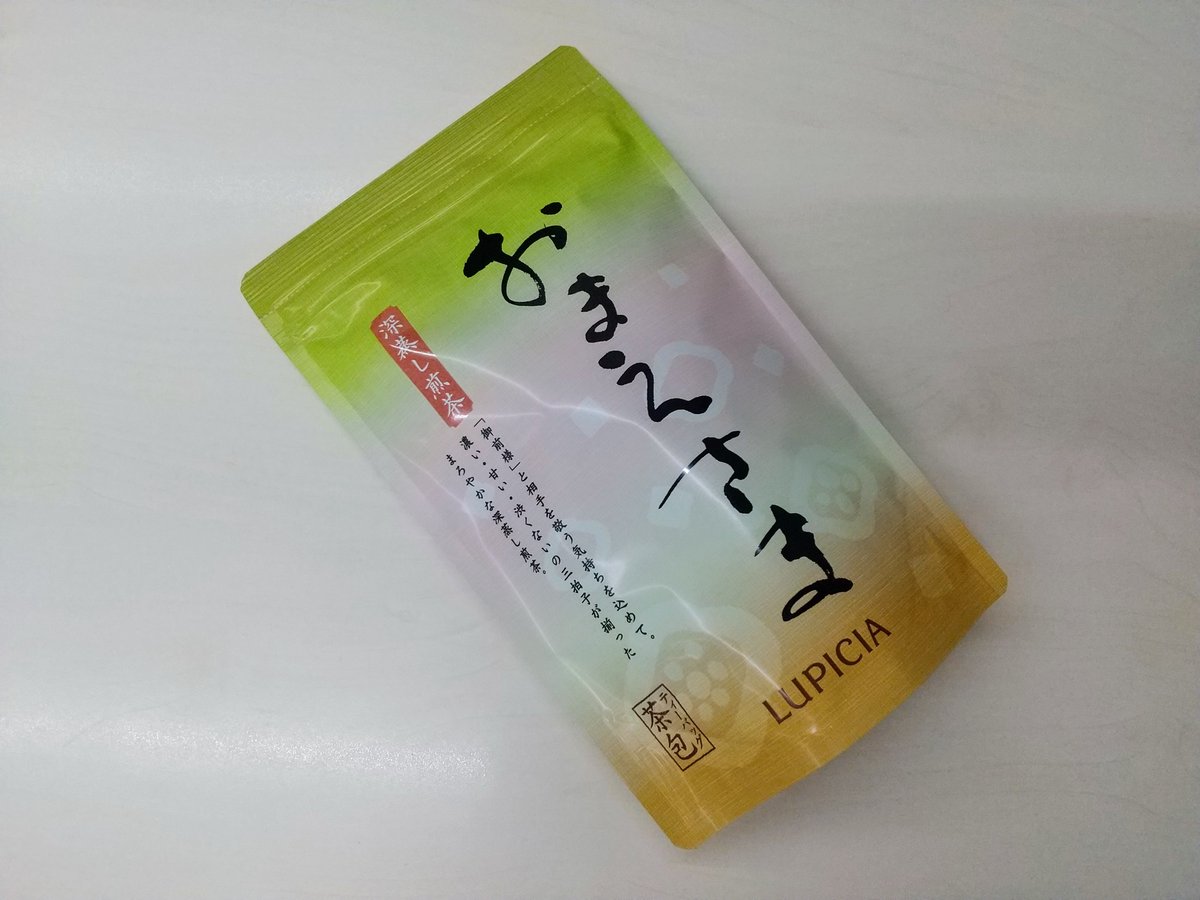 おまえさま
深蒸し煎茶
「御前様」と相手を敬う気持ちを込めて。
濃い・甘い・渋くないの三拍子が揃った
まろやかな深蒸し煎茶。
ティーバッグ
茶包
LUPICIA